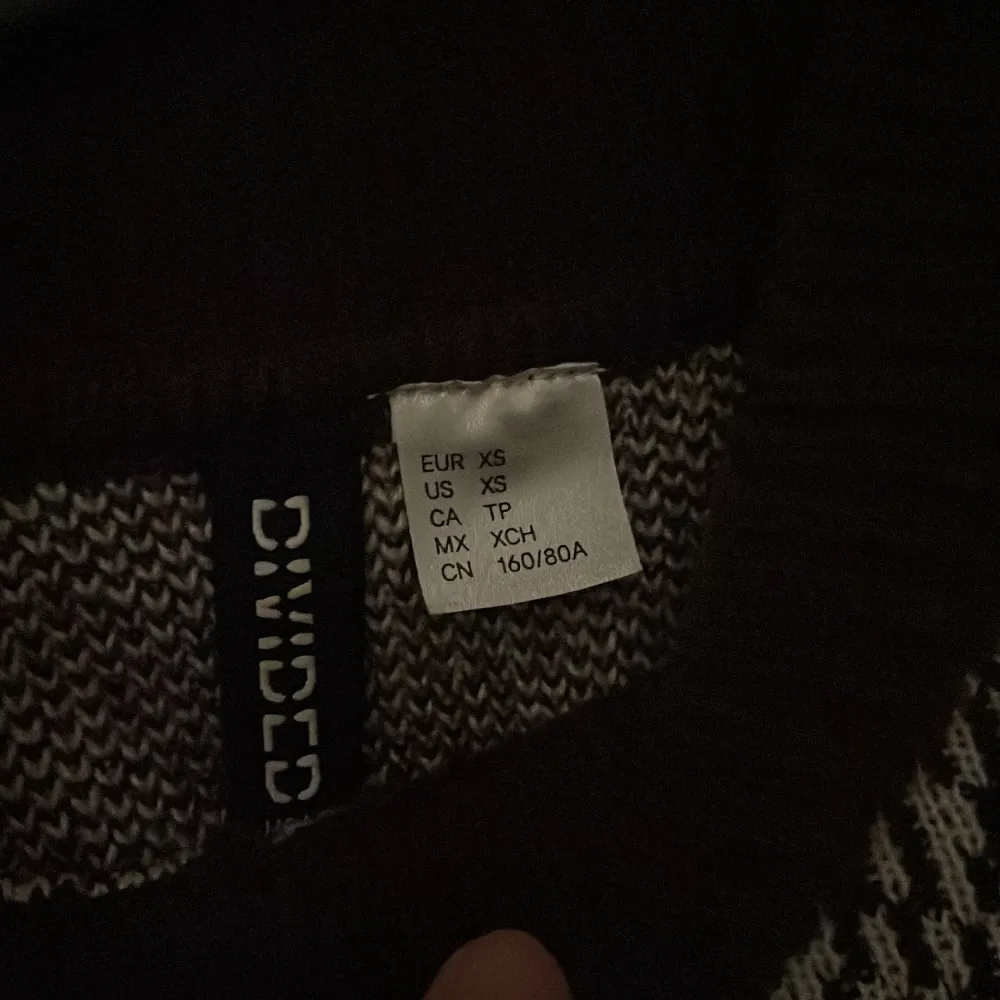 DIVIDED
EUR XS
US XS
CA TP
MX XCH
CN 160/80A